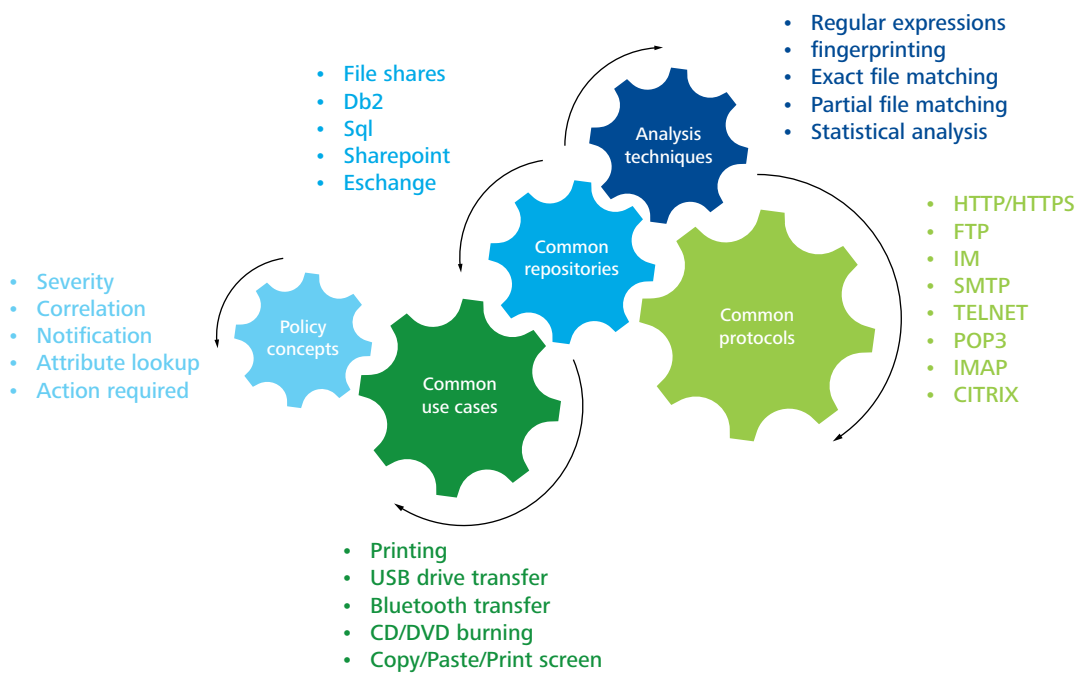 • Regular expressions
• fingerprinting
• Exact file matching
• Partial file matching
• Statistical analysis
• File shares
• Db2
• Sql
• Sharepoint
• Eschange
Analysis
techniques
• HTTP/HTTPS
• FTP
• IM
• SMTP
• TELNET
• POP3
• IMAP
• CITRIX
Common
repositories
• Severity
• Correlation
• Notification
• Attribute lookup
• Action required
Policy
concepts
Common
protocols
Common
use cases
• Printing
• USB drive transfer
• Bluetooth transfer
• CD/DVD burning
• Copy/Paste/Print screen